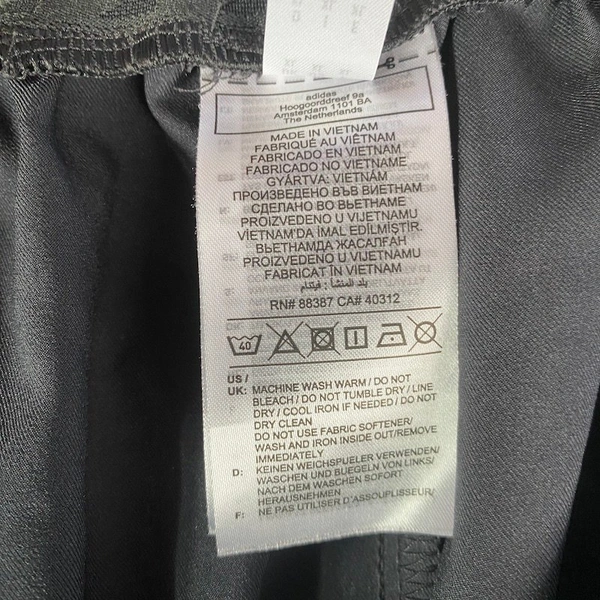 adidas
Hoogoorddreef 9a
Amsterdam 1101 BA
The Netherlands
MADE IN VIETNAM
FABRIQUÉ AU VIÊTNAM
FABRICADO EN VIETNAM
FABRICADO NO VIETNAME
GYÁRTVA: VIETNÁM
ПРОИЗВЕДЕНО ВЪВ ВИЕТНАМ
СДЕЛАНО ВО ВЬЕТНАМЕ
PROIZVEDENO U VIJETNAMU
VİETNAM'DA İMAL EDİLMİŞTİR.
ВЬЕТНАМДА ЖАСАЛҒАН
PROIZVEDENO U VIJETNAMU
FABRICAT ÎN VIETNAM
بلد المنشأ : فيتنام
RN# 88387 CA# 40312
40
US /
UK: MACHINE WASH WARM / DO NOT
BLEACH / DO NOT TUMBLE DRY / LINE
DRY / COOL IRON IF NEEDED / DO NOT
DRY CLEAN
DO NOT USE FABRIC SOFTENER/
WASH AND IRON INSIDE OUT/REMOVE
IMMEDIATELY
D: KEINEN WEICHSPUELER VERWENDEN/
WASCHEN UND BUEGELN VON LINKS/
NACH DEM WASCHEN SOFORT
HERAUSNEHMEN
F: NE PAS UTILISER D'ASSOUPLISSEUR/